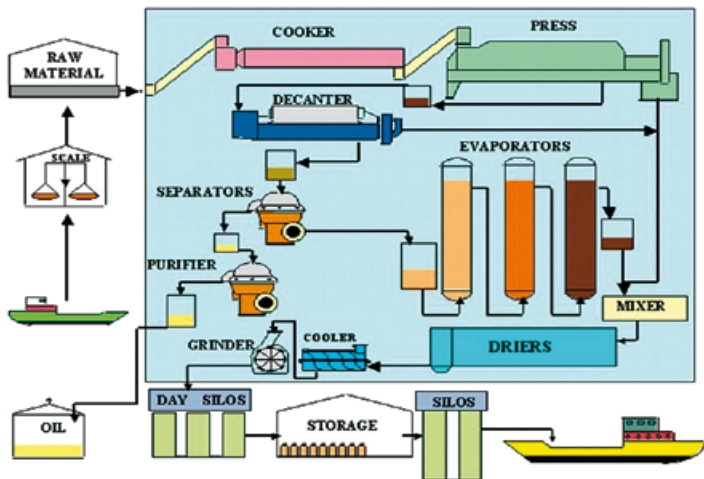 COOKER
PRESS
RAW
MATERIAL
DECANTER
SCALE
EVAPORATORS
SEPARATORS
PURIFIER
MIXER
GRINDER
COOLER
DRIERS
DAY SILOS
SILOS
STORAGE
OIL